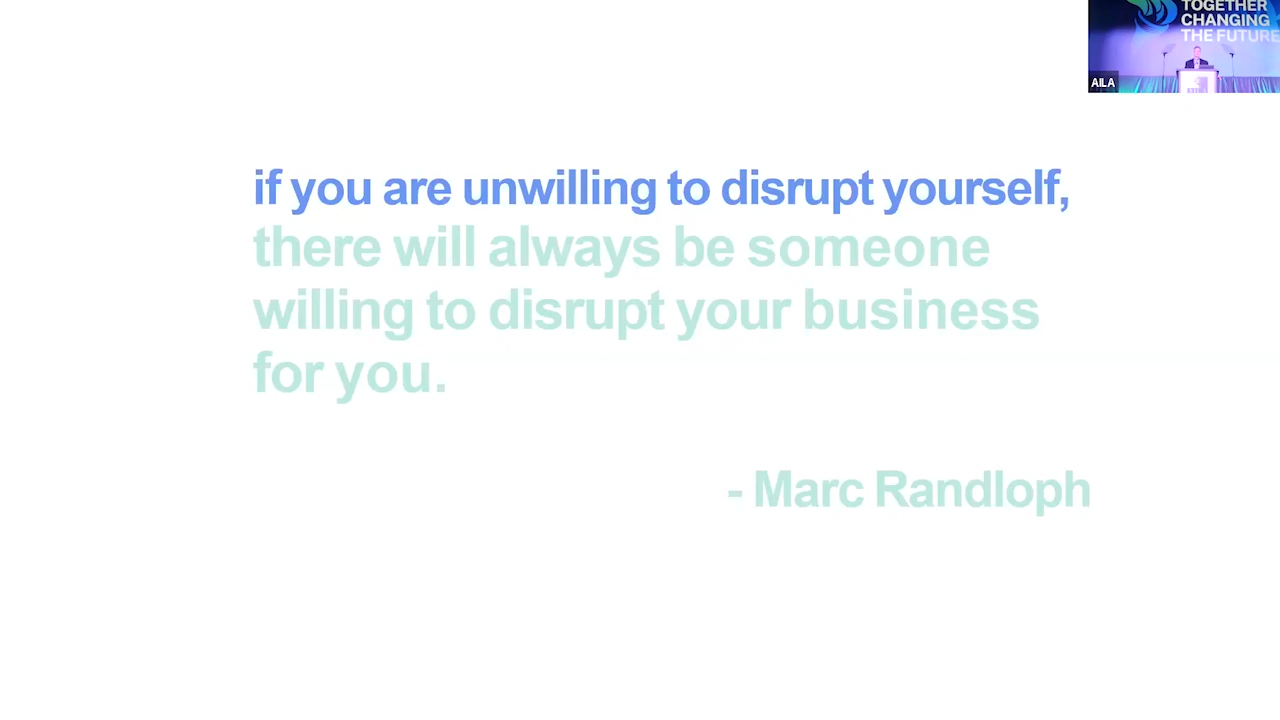 TOGETHER
CHANGING
THE FUTURE
AILA
if you are unwilling to disrupt yourself,
there will always be someone
willing to disrupt your business
for you.
- Marc Randloph